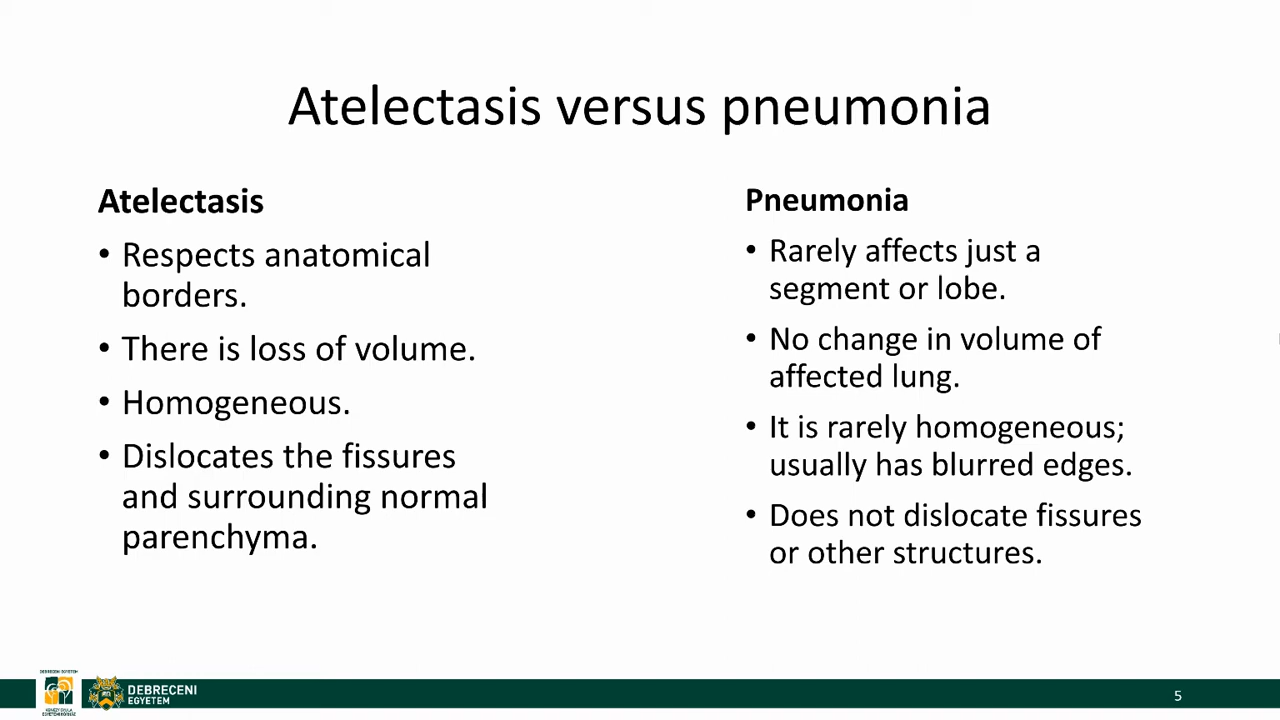 Atelectasis versus pneumonia
Atelectasis
• Respects anatomical
borders.
• There is loss of volume.
• Homogeneous.
• Dislocates the fissures
and surrounding normal
parenchyma.
Pneumonia
• Rarely affects just a
segment or lobe.
• No change in volume of
affected lung.
• It is rarely homogeneous;
usually has blurred edges.
• Does not dislocate fissures
or other structures.
DEBRECENI EGYETEM
DEBRECENI
EGYETEM
5